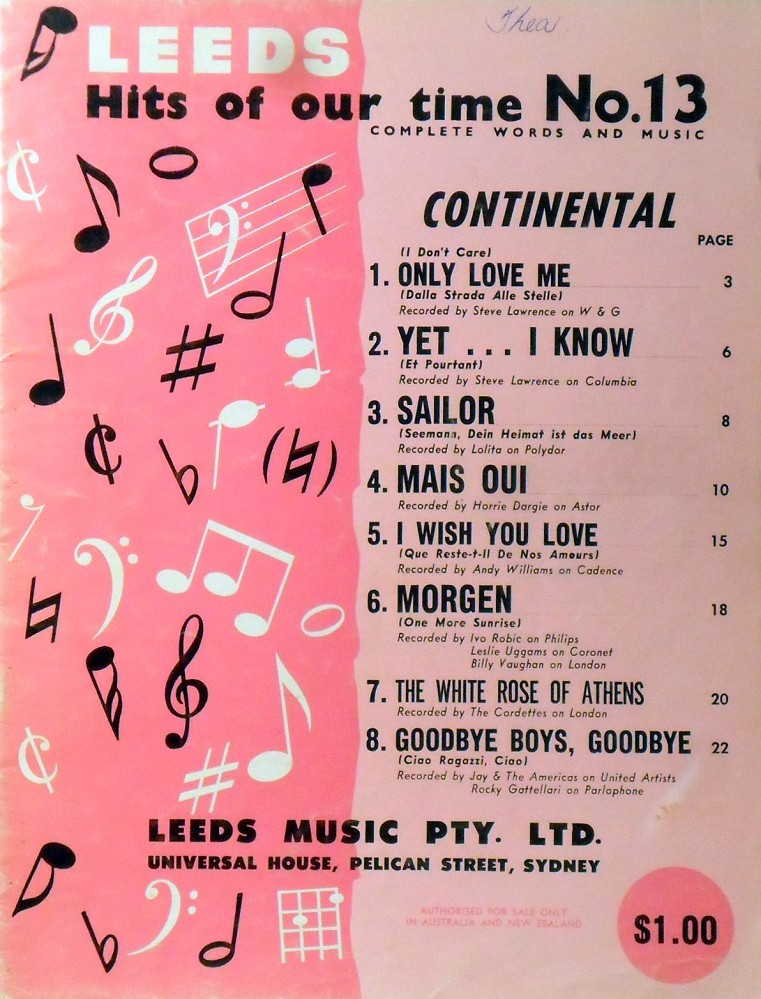 Thea
LEEDS
Hits of our time No.13
COMPLETE WORDS AND MUSIC
CONTINENTAL
PAGE
(I Don't Care)
1. ONLY LOVE ME 3
(Dalla Strada Alle Stelle)
Recorded by Steve Lawrence on W & G
2. YET . . . I KNOW 6
(Et Pourtant)
Recorded by Steve Lawrence on Columbia
3. SAILOR 8
(Seemann, Dein Heimat ist das Meer)
Recorded by Lolita on Polydor
4. MAIS OUI 10
Recorded by Horrie Dargie on Astor
5. I WISH YOU LOVE 15
(Que Reste-t-Il De Nos Amours)
Recorded by Andy Williams on Cadence
6. MORGEN 18
(One More Sunrise)
Recorded by Ivo Robic on Philips
Leslie Uggams on Coronet
Billy Vaughan on London
7. THE WHITE ROSE OF ATHENS 20
Recorded by The Cordettes on London
8. GOODBYE BOYS, GOODBYE 22
(Ciao Ragazzi, Ciao)
Recorded by Jay & The Americas on United Artists
Rocky Gattellari on Parlophone
LEEDS MUSIC PTY. LTD.
UNIVERSAL HOUSE, PELICAN STREET, SYDNEY
AUTHORISED FOR SALE ONLY
IN AUSTRALIA AND NEW ZEALAND
$1.00